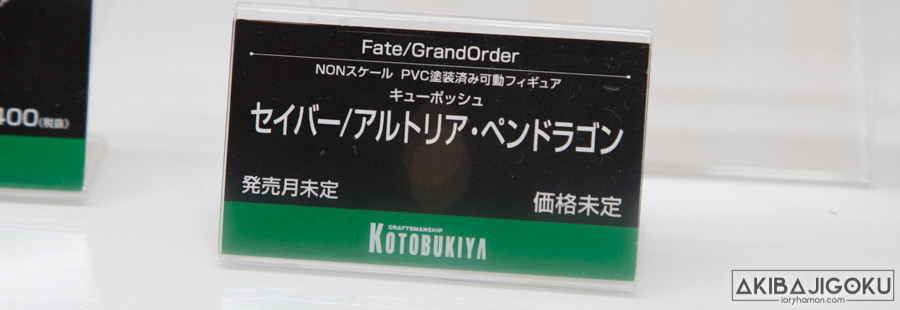 400(税抜)
Fate/GrandOrder
NONスケール PVC塗装済み可動フィギュア
キューポッシュ
セイバー/アルトリア・ペンドラゴン
発売月未定
価格未定
CRAFTSMANSHIP
KOTOBUKIYA
AKIBAJIGOKU
ioryhamon.com